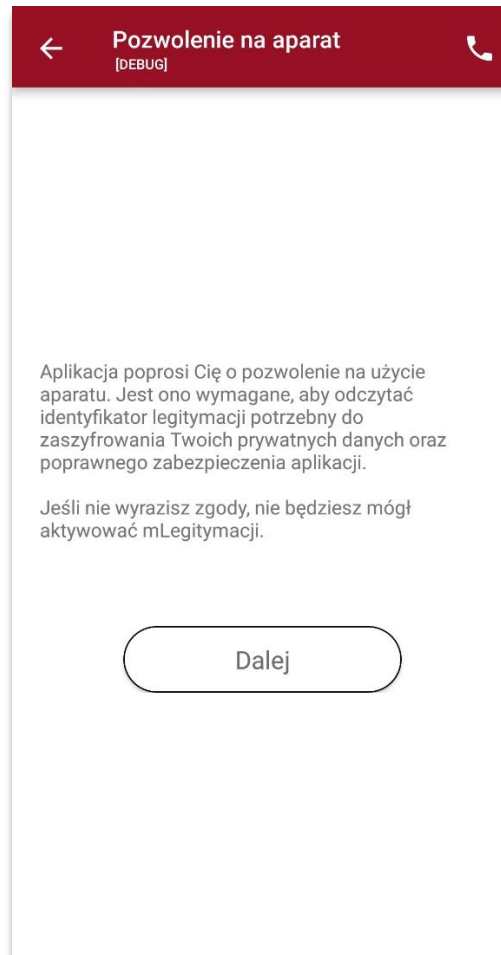 Pozwolenie na aparat
[DEBUG]
Aplikacja poprosi Cię o pozwolenie na użycie
aparatu. Jest ono wymagane, aby odczytać
identyfikator legitymacji potrzebny do
zaszyfrowania Twoich prywatnych danych oraz
poprawnego zabezpieczenia aplikacji.
Jeśli nie wyrazisz zgody, nie będziesz mógł
aktywować mLegitymacji.
Dalej